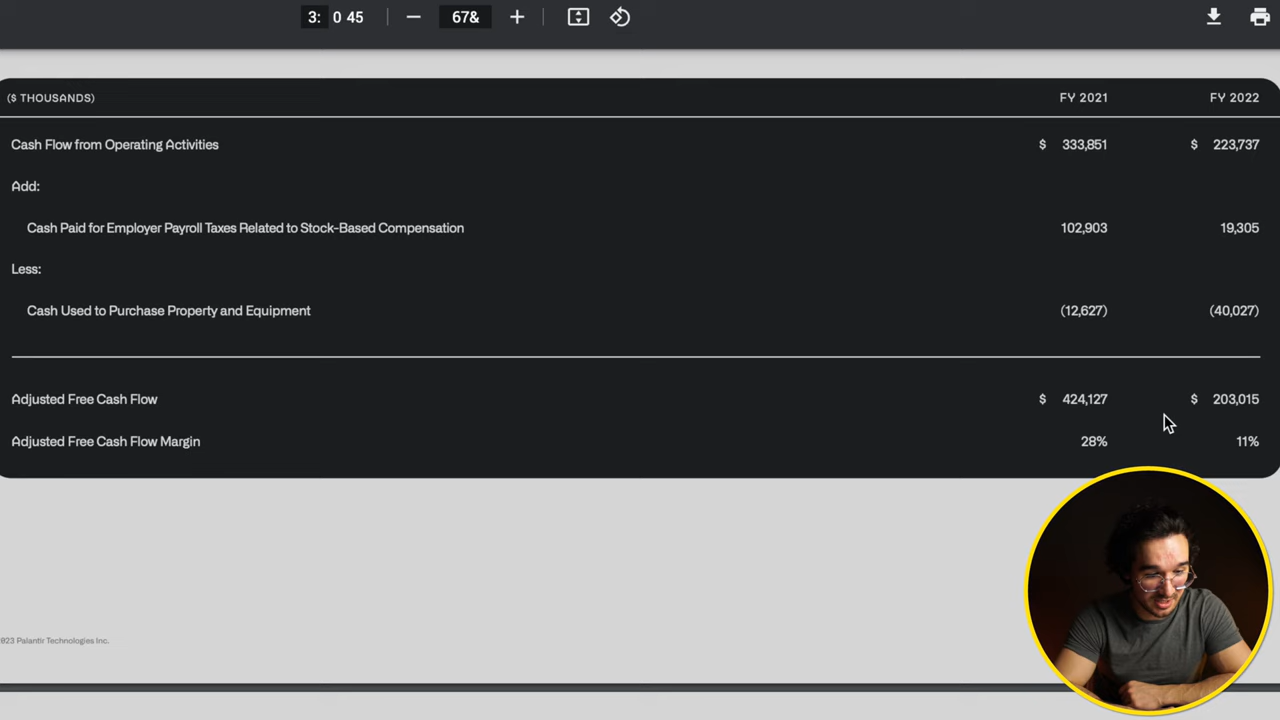 3: 0 45 67&
($ THOUSANDS) FY 2021 FY 2022
Cash Flow from Operating Activities $ 333,851 $ 223,737
Add:
Cash Paid for Employer Payroll Taxes Related to Stock-Based Compensation 102,903 19,305
Less:
Cash Used to Purchase Property and Equipment (12,627) (40,027)
Adjusted Free Cash Flow $ 424,127 $ 203,015
Adjusted Free Cash Flow Margin 28% 11%
023 Palantir Technologies Inc.